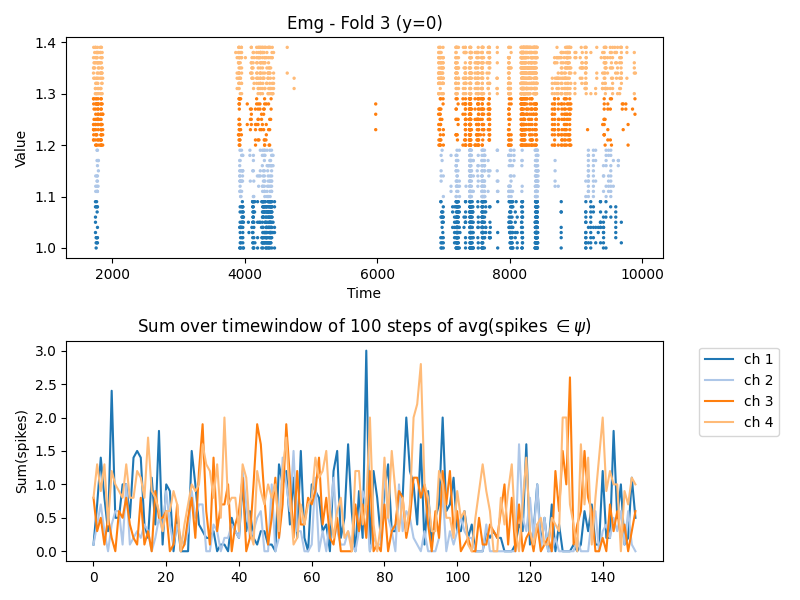 Emg - Fold 3 (y=0)
1.4
1.3
1.2
1.1
1.0
Value
2000 4000 6000 8000 10000
Time
Sum over timewindow of 100 steps of avg(spikes ∈ ψ)
3.0
2.5
2.0
1.5
1.0
0.5
0.0
Sum(spikes)
0 20 40 60 80 100 120 140
ch 1
ch 2
ch 3
ch 4